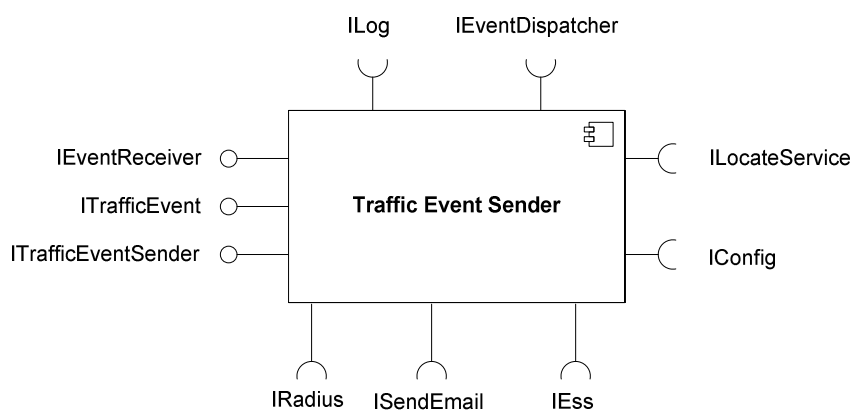 ILog
IEventDispatcher
IEventReceiver
ILocateService
ITrafficEvent
Traffic Event Sender
ITrafficEventSender
IConfig
IRadius
ISendEmail
IEss